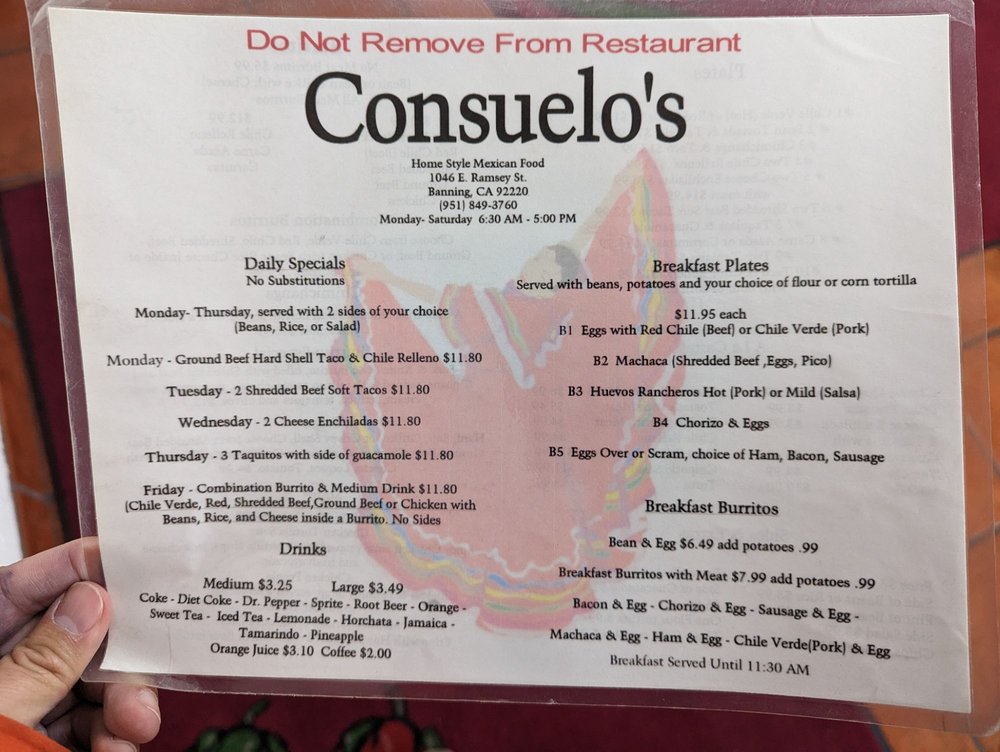 Do Not Remove From Restaurant
Consuelo's
Home Style Mexican Food
1046 E. Ramsey St.
Banning, CA 92220
(951) 849-3760
Monday- Saturday 6:30 AM - 5:00 PM
Daily Specials
No Substitutions
Monday- Thursday, served with 2 sides of your choice
(Beans, Rice, or Salad)
Monday - Ground Beef Hard Shell Taco & Chile Relleno $11.80
Tuesday - 2 Shredded Beef Soft Tacos $11.80
Wednesday - 2 Cheese Enchiladas $11.80
Thursday - 3 Taquitos with side of guacamole $11.80
Friday - Combination Burrito & Medium Drink $11.80
(Chile Verde, Red, Shredded Beef,Ground Beef or Chicken with
Beans, Rice, and Cheese inside a Burrito. No Sides
Drinks
Medium $3.25 Large $3.49
Coke - Diet Coke - Dr. Pepper - Sprite - Root Beer - Orange -
Sweet Tea - Iced Tea - Lemonade - Horchata - Jamaica -
Tamarindo - Pineapple
Orange Juice $3.10 Coffee $2.00
Breakfast Plates
Served with beans, potatoes and your choice of flour or corn tortilla
$11.95 each
B1 Eggs with Red Chile (Beef) or Chile Verde (Pork)
B2 Machaca (Shredded Beef ,Eggs, Pico)
B3 Huevos Rancheros Hot (Pork) or Mild (Salsa)
B4 Chorizo & Eggs
B5 Eggs Over or Scram, choice of Ham, Bacon, Sausage
Breakfast Burritos
Bean & Egg $6.49 add potatoes .99
Breakfast Burritos with Meat $7.99 add potatoes .99
Bacon & Egg - Chorizo & Egg - Sausage & Egg -
Machaca & Egg - Ham & Egg - Chile Verde(Pork) & Egg
Breakfast Served Until 11:30 AM